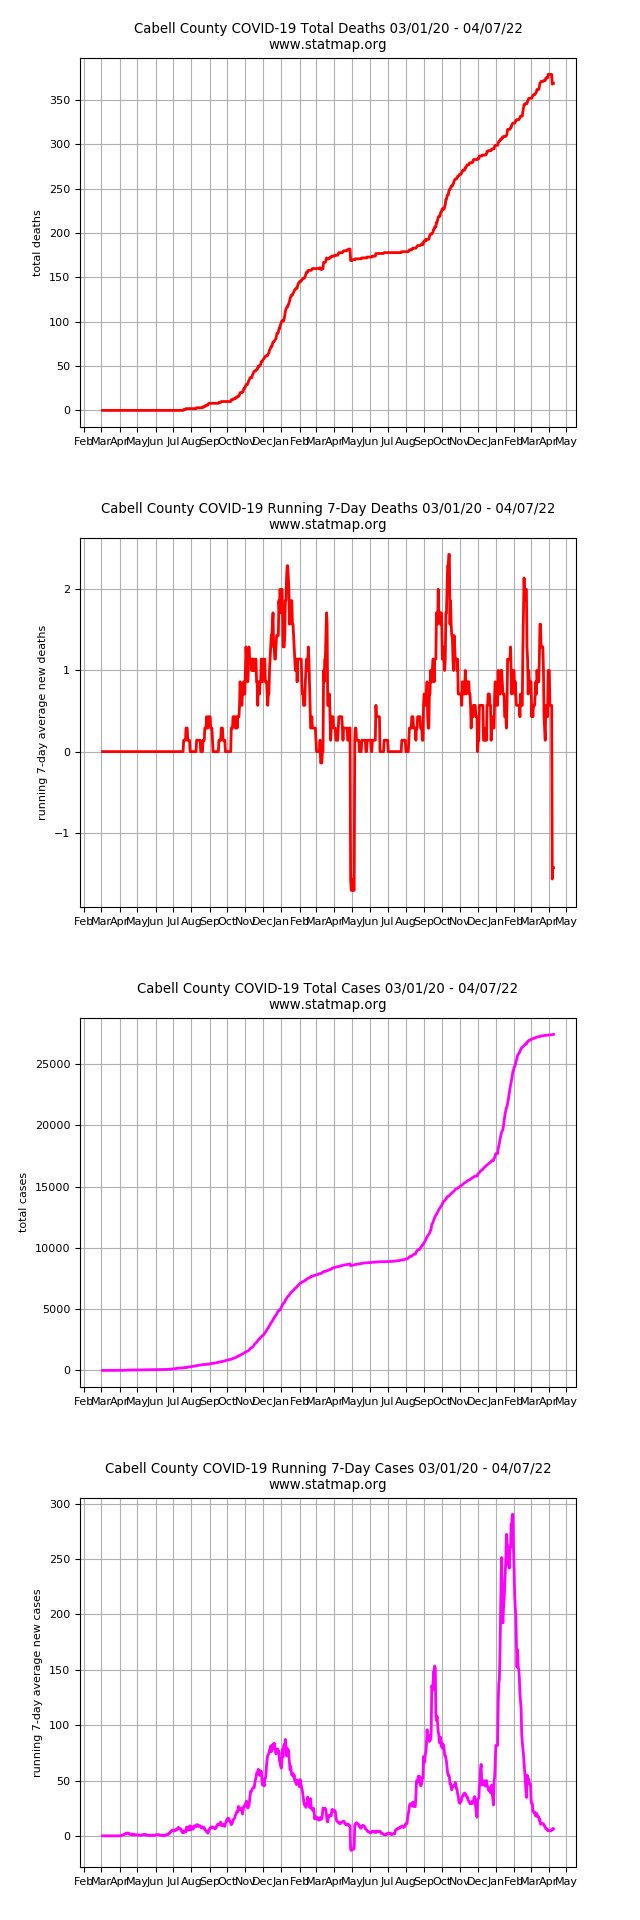 Cabell County COVID-19 Total Deaths 03/01/20 - 04/07/22
www.statmap.org
350
300
250
200
150
100
50
0
total deaths
Feb Mar Apr May Jun Jul Aug Sep Oct Nov Dec Jan Feb Mar Apr May Jun Jul Aug Sep Oct Nov Dec Jan Feb Mar Apr May
Cabell County COVID-19 Running 7-Day Deaths 03/01/20 - 04/07/22
www.statmap.org
2
1
0
−1
running 7-day average new deaths
Feb Mar Apr May Jun Jul Aug Sep Oct Nov Dec Jan Feb Mar Apr May Jun Jul Aug Sep Oct Nov Dec Jan Feb Mar Apr May
Cabell County COVID-19 Total Cases 03/01/20 - 04/07/22
www.statmap.org
25000
20000
15000
10000
5000
0
total cases
Feb Mar Apr May Jun Jul Aug Sep Oct Nov Dec Jan Feb Mar Apr May Jun Jul Aug Sep Oct Nov Dec Jan Feb Mar Apr May
Cabell County COVID-19 Running 7-Day Cases 03/01/20 - 04/07/22
www.statmap.org
300
250
200
150
100
50
0
running 7-day average new cases
Feb Mar Apr May Jun Jul Aug Sep Oct Nov Dec Jan Feb Mar Apr May Jun Jul Aug Sep Oct Nov Dec Jan Feb Mar Apr May